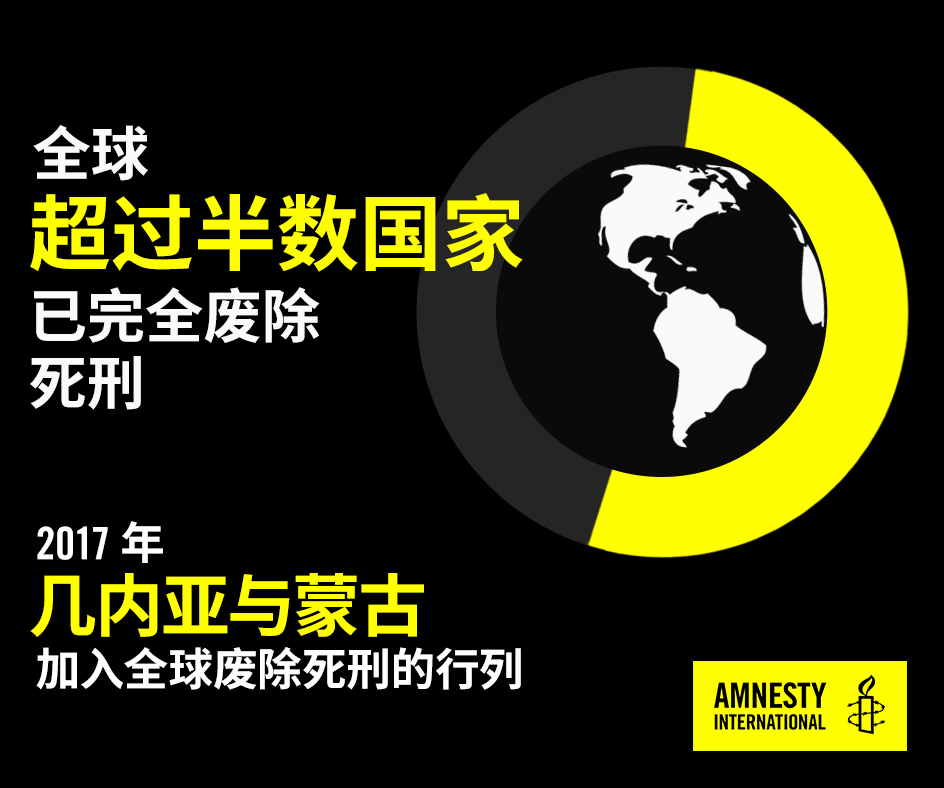 全球
超过半数国家
已完全废除
死刑
2017 年
几内亚与蒙古
加入全球废除死刑的行列
AMNESTY
INTERNATIONAL